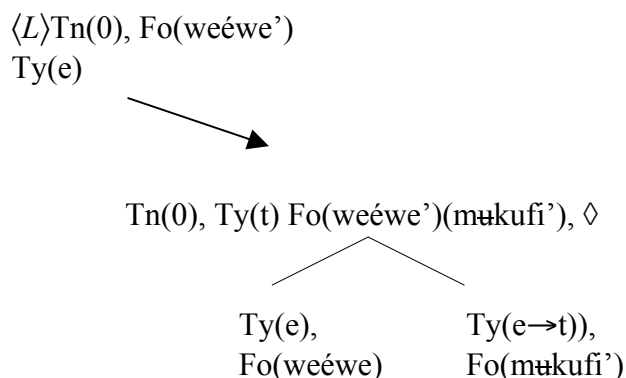 ⟨L⟩Tn(0), Fo(weéwe’)
Ty(e)
Tn(0), Ty(t) Fo(weéwe’)(mʉkufi’), ◊
Ty(e), Ty(e→t)),
Fo(weéwe) Fo(mʉkufi’)